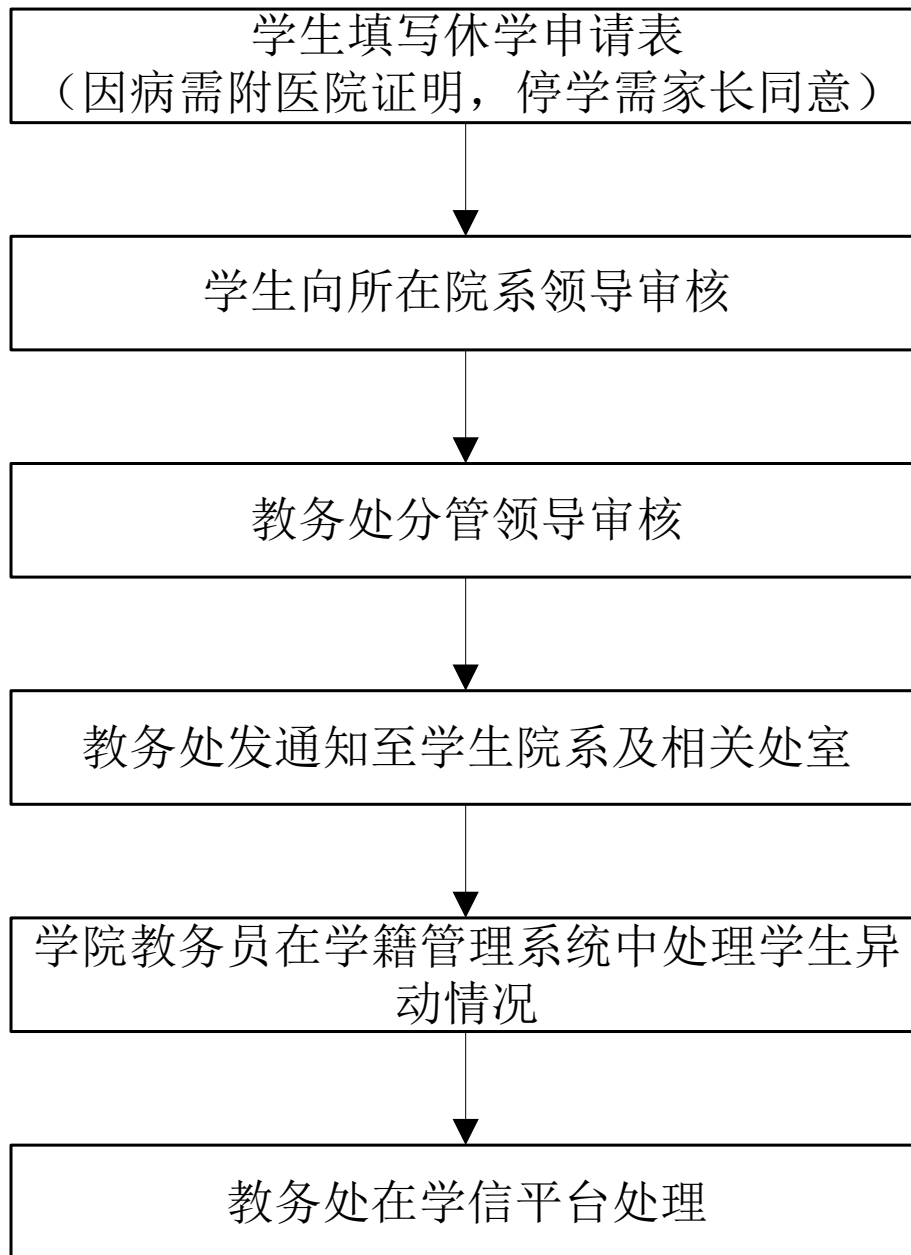 学生填写休学申请表
（因病需附医院证明，停学需家长同意）
学生向所在院系领导审核
教务处分管领导审核
教务处发通知至学生院系及相关处室
学院教务员在学籍管理系统中处理学生异
动情况
教务处在学信平台处理